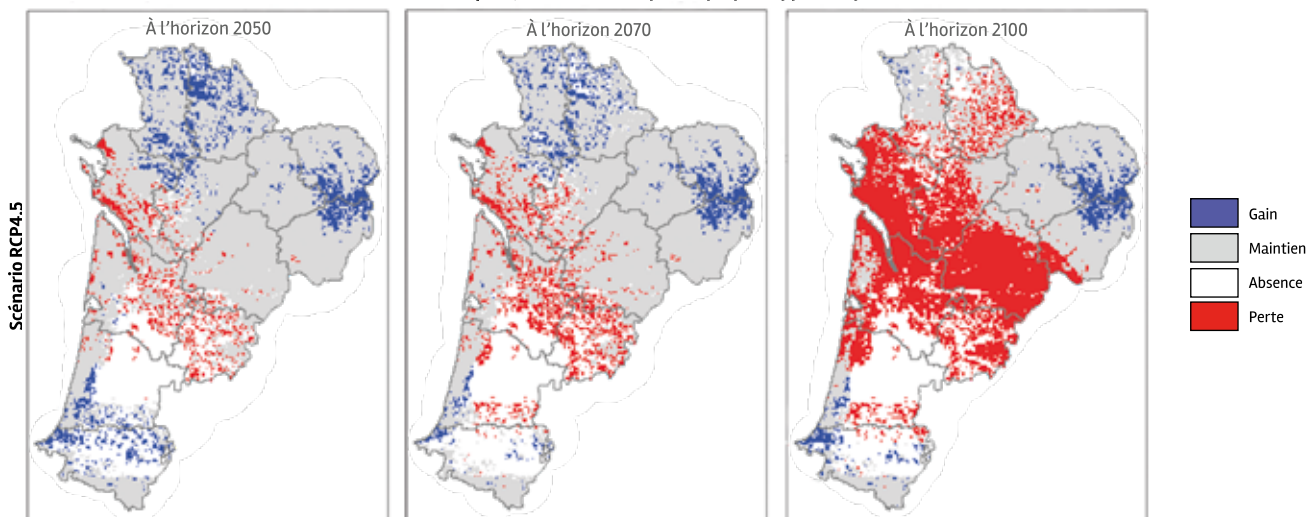 À l’horizon 2050
À l’horizon 2070
À l’horizon 2100
Scénario RCP4.5
Gain
Maintien
Absence
Perte